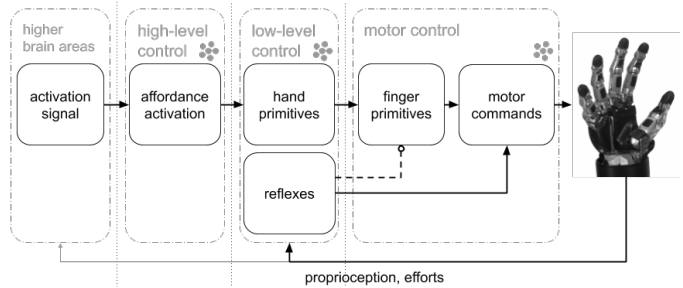 higher
brain areas
high-level
control
low-level
control
motor control
activation
signal
affordance
activation
hand
primitives
finger
primitives
motor
commands
reflexes
proprioception, efforts